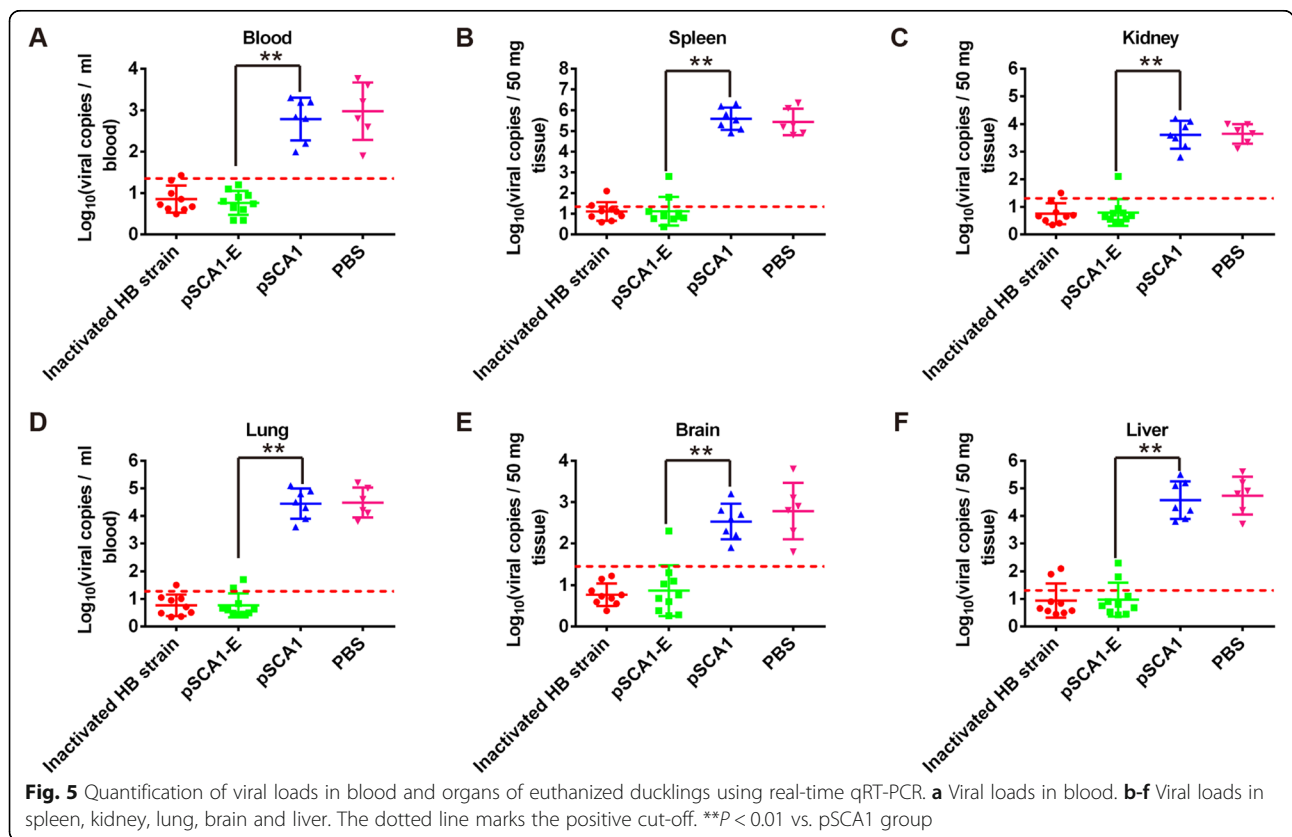 A
Blood
**
Log10(viral copies / ml
blood)
4
3
2
1
0
Inactivated HB strain
pSCA1-E
pSCA1
PBS
B
Spleen
**
Log10(viral copies / 50 mg
tissue)
8
7
6
5
4
3
2
1
0
Inactivated HB strain
pSCA1-E
pSCA1
PBS
C
Kidney
**
Log10(viral copies / 50 mg
tissue)
6
5
4
3
2
1
0
Inactivated HB strain
pSCA1-E
pSCA1
PBS
D
Lung
**
Log10(viral copies / ml
blood)
6
5
4
3
2
1
0
Inactivated HB strain
pSCA1-E
pSCA1
PBS
E
Brain
**
Log10(viral copies / 50 mg
tissue)
4
3
2
1
0
Inactivated HB strain
pSCA1-E
pSCA1
PBS
F
Liver
**
Log10(viral copies / 50 mg
tissue)
6
5
4
3
2
1
0
Inactivated HB strain
pSCA1-E
pSCA1
PBS
Fig. 5 Quantification of viral loads in blood and organs of euthanized ducklings using real-time qRT-PCR. a Viral loads in blood. b-f Viral loads in
spleen, kidney, lung, brain and liver. The dotted line marks the positive cut-off. **P < 0.01 vs. pSCA1 group